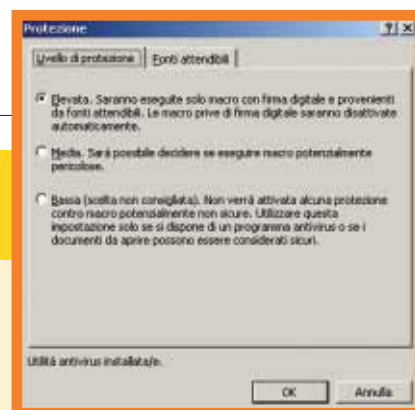 Protezione
Livello di protezione Fonti attendibili
Elevata. Saranno eseguite solo macro con firma digitale e provenienti
da fonti attendibili. Le macro prive di firma digitale saranno disattivate
automaticamente.
Media. Sarà possibile decidere se eseguire macro potenzialmente
pericolose.
Bassa (scelta non consigliata). Non verrà attivata alcuna protezione
contro macro potenzialmente non sicure. Utilizzare questa
impostazione solo se si dispone di un programma antivirus o se i
documenti da aprire possono essere considerati sicuri.
Utilità antivirus installata/e.
OK Annulla